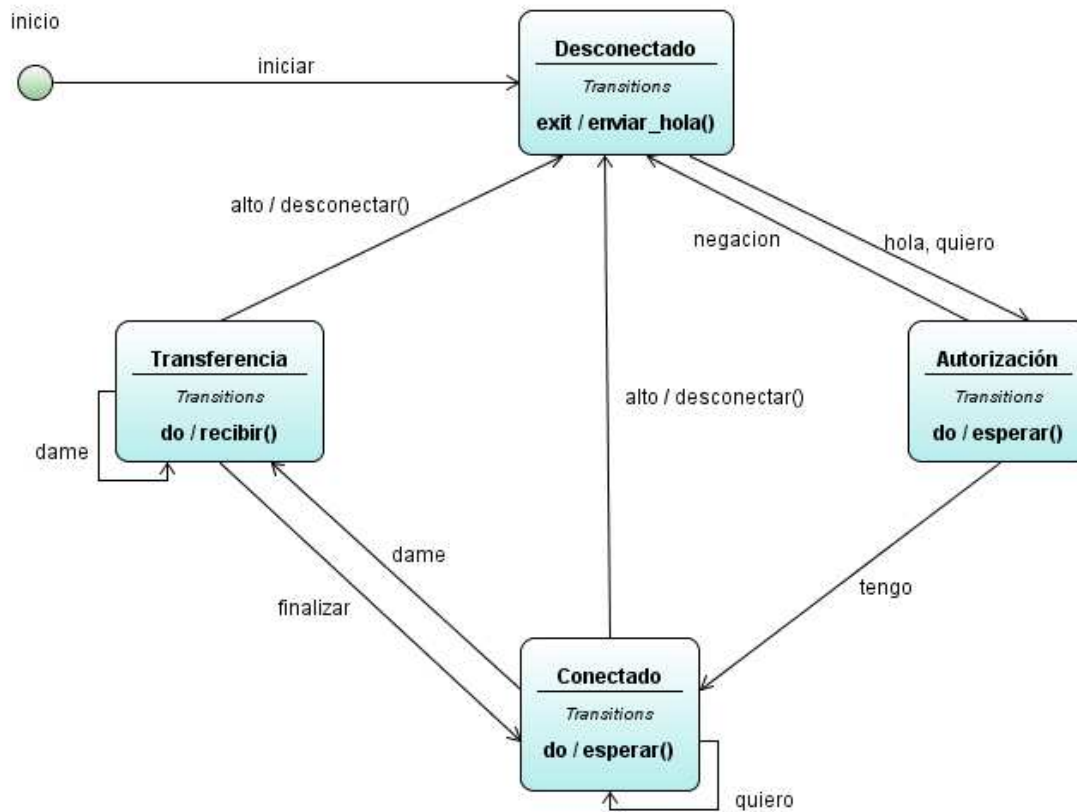 inicio
iniciar
Desconectado
Transitions
exit / enviar_hola()
alto / desconectar()
negacion
hola, quiero
Transferencia
Transitions
do / recibir()
dame
alto / desconectar()
Autorización
Transitions
do / esperar()
dame
finalizar
tengo
Conectado
Transitions
do / esperar()
quiero